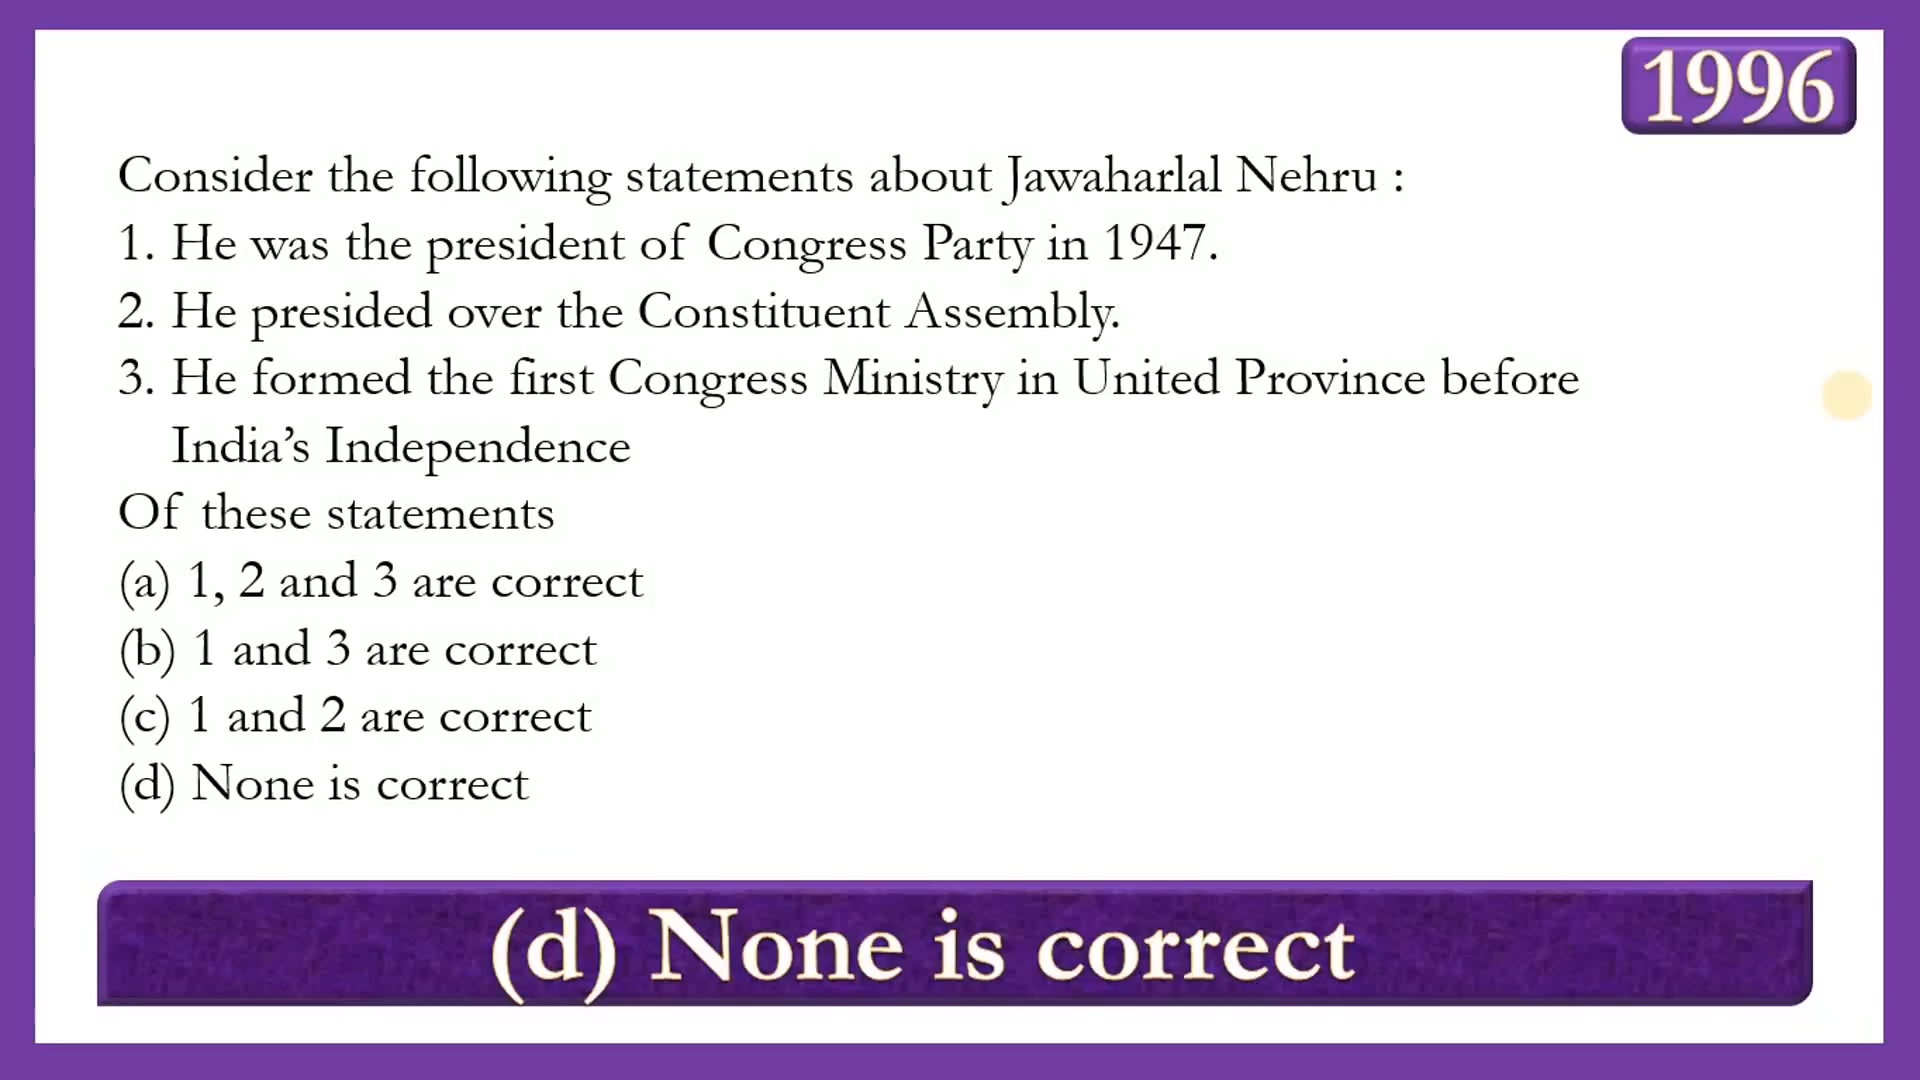 1996
Consider the following statements about Jawaharlal Nehru :
1. He was the president of Congress Party in 1947.
2. He presided over the Constituent Assembly.
3. He formed the first Congress Ministry in United Province before
India’s Independence
Of these statements
(a) 1, 2 and 3 are correct
(b) 1 and 3 are correct
(c) 1 and 2 are correct
(d) None is correct
(d) None is correct